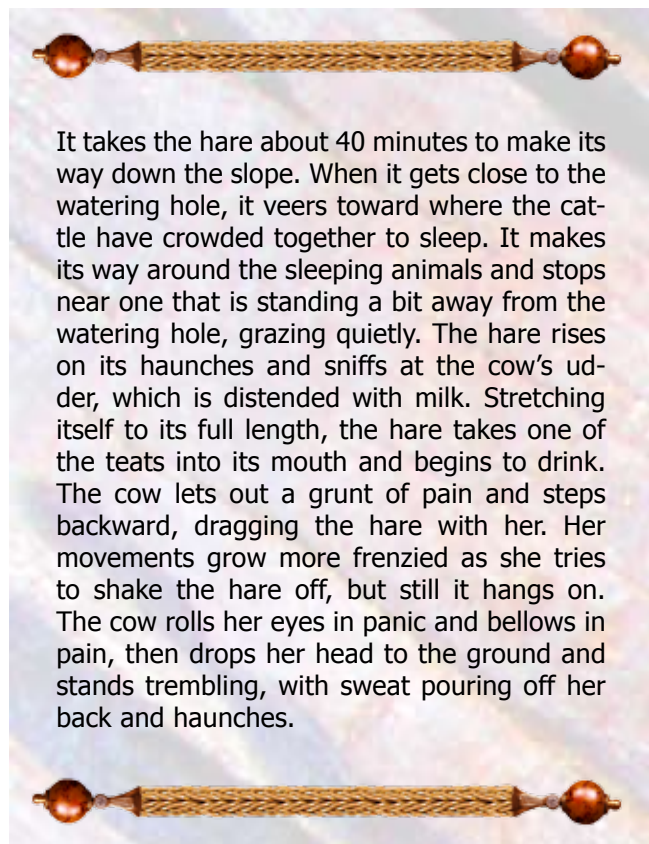 It takes the hare about 40 minutes to make its
way down the slope. When it gets close to the
watering hole, it veers toward where the cat-
tle have crowded together to sleep. It makes
its way around the sleeping animals and stops
near one that is standing a bit away from the
watering hole, grazing quietly. The hare rises
on its haunches and sniffs at the cow’s ud-
der, which is distended with milk. Stretching
itself to its full length, the hare takes one of
the teats into its mouth and begins to drink.
The cow lets out a grunt of pain and steps
backward, dragging the hare with her. Her
movements grow more frenzied as she tries
to shake the hare off, but still it hangs on.
The cow rolls her eyes in panic and bellows in
pain, then drops her head to the ground and
stands trembling, with sweat pouring off her
back and haunches.